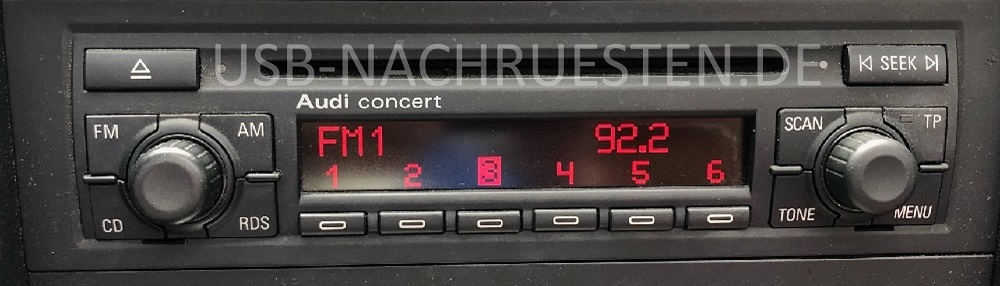 USB-NACHRUESTEN.DE
SEEK
Audi concert
FM AM
SCAN TP
FM1 92.2
1 2 3 4 5 6
CD RDS
TONE MENU